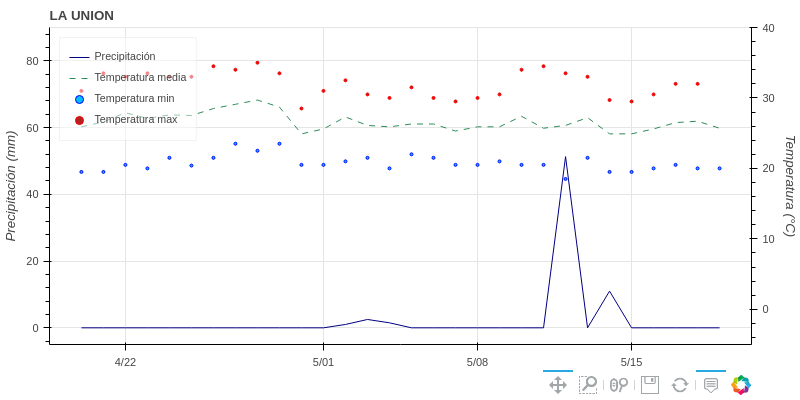 LA UNION
Precipitación
Temperatura media
Temperatura min
Temperatura max
Precipitación (mm)
80
60
40
20
0
40
30
20
10
0
Temperatura (°C)
4/22
5/01
5/08
5/15